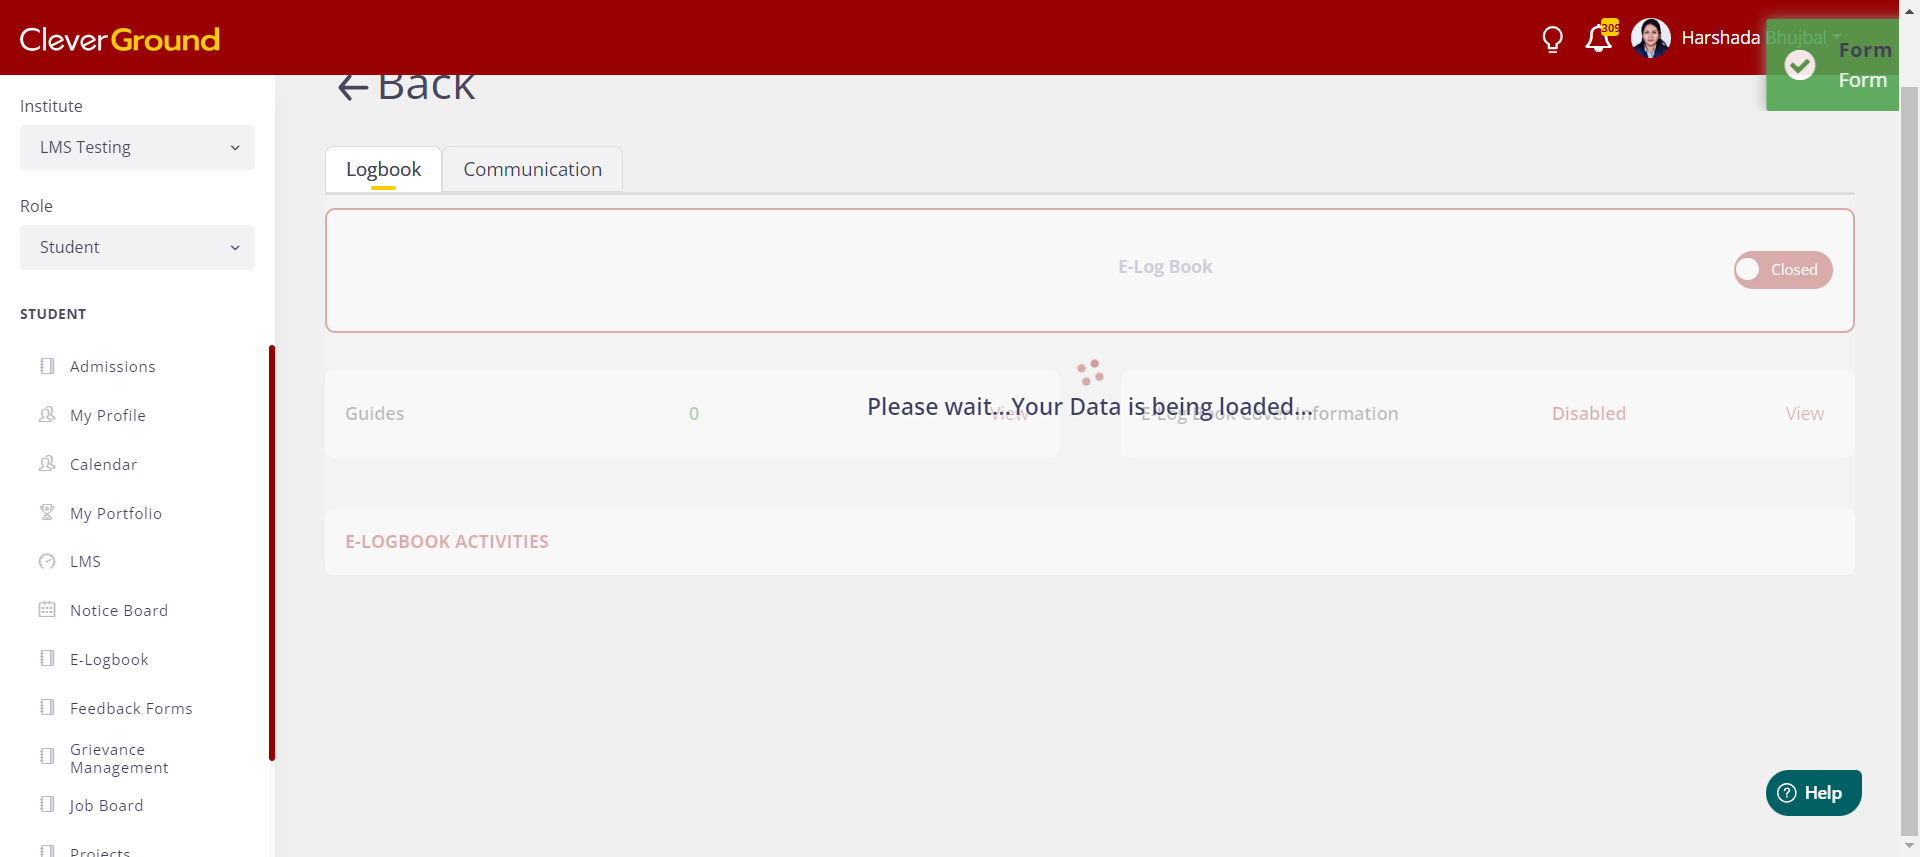 CleverGround
309
Harshada Bhujbal
Form
Form
Institute
LMS Testing
Role
Student
STUDENT
Admissions
My Profile
Calendar
My Portfolio
LMS
Notice Board
E-Logbook
Feedback Forms
Grievance
Management
Job Board
Projects
Back
Logbook
Communication
E-Log Book
Closed
Please wait...Your Data is being loaded...
Guides
0
View
E-Log Book Cover Information
Disabled
View
E-LOGBOOK ACTIVITIES
Help